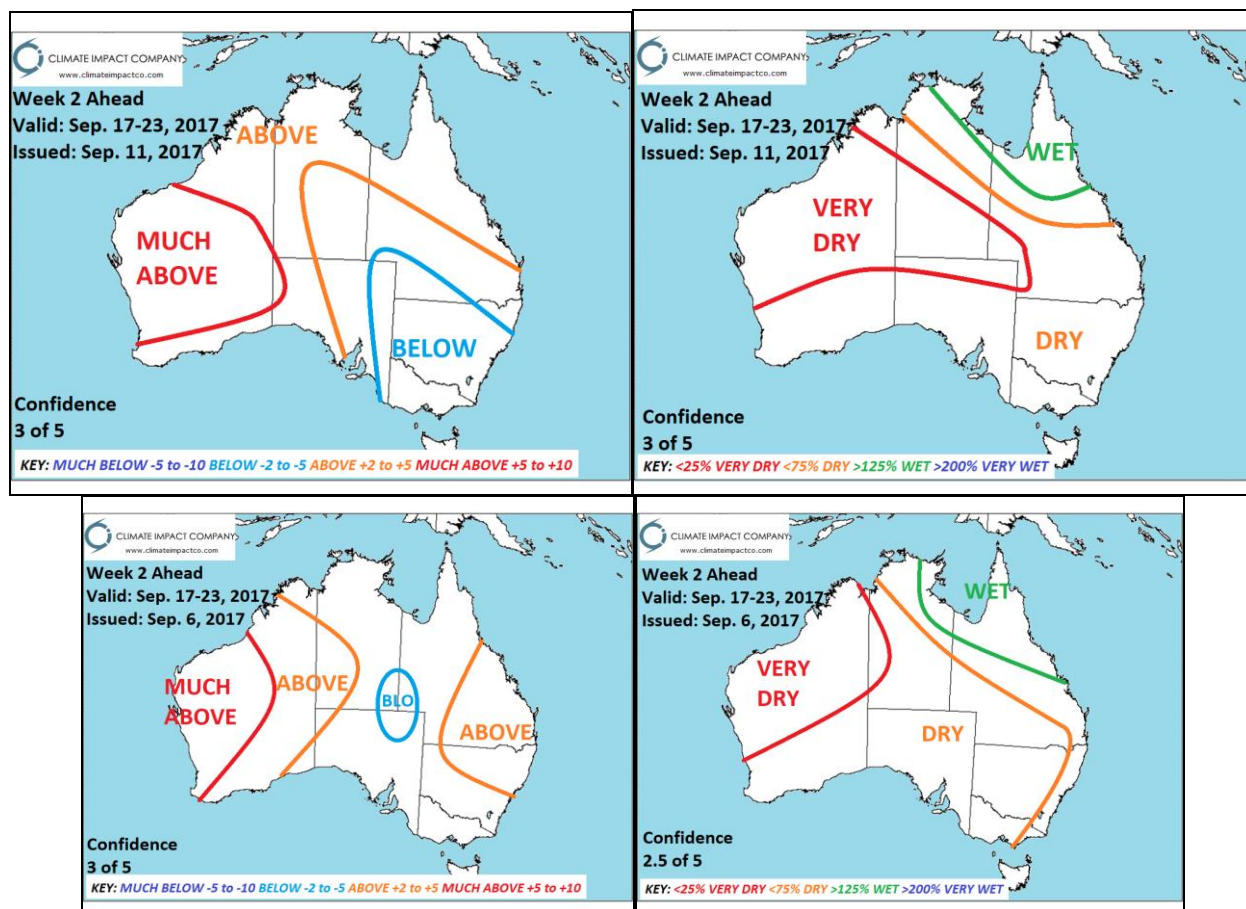 CLIMATE IMPACT COMPANY
www.climateimpactco.com
Week 2 Ahead
Valid: Sep. 17-23, 2017
Issued: Sep. 11, 2017
ABOVE
MUCH
ABOVE
BELOW
Confidence
3 of 5
KEY: MUCH BELOW -5 to -10 BELOW -2 to -5 ABOVE +2 to +5 MUCH ABOVE +5 to +10
CLIMATE IMPACT COMPANY
www.climateimpactco.com
Week 2 Ahead
Valid: Sep. 17-23, 2017
Issued: Sep. 11, 2017
WET
VERY
DRY
DRY
Confidence
3 of 5
KEY: <25% VERY DRY <75% DRY >125% WET >200% VERY WET
CLIMATE IMPACT COMPANY
www.climateimpactco.com
Week 2 Ahead
Valid: Sep. 17-23, 2017
Issued: Sep. 6, 2017
MUCH
ABOVE
ABOVE
BLO
ABOVE
Confidence
3 of 5
KEY: MUCH BELOW -5 to -10 BELOW -2 to -5 ABOVE +2 to +5 MUCH ABOVE +5 to +10
CLIMATE IMPACT COMPANY
www.climateimpactco.com
Week 2 Ahead
Valid: Sep. 17-23, 2017
Issued: Sep. 6, 2017
WET
VERY
DRY
DRY
Confidence
2.5 of 5
KEY: <25% VERY DRY <75% DRY >125% WET >200% VERY WET